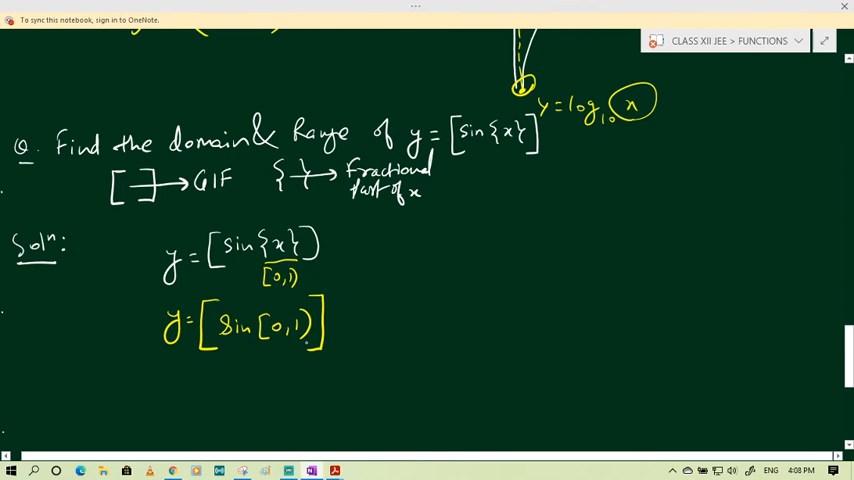 To sync this notebook, sign in to OneNote.
CLASS XII JEE > FUNCTIONS
y = log₁₀ x
Q. Find the domain & Range of y = [sin{x}]
[ ] → GIF { } → Fractional
part of x
Solⁿ:
y = [sin{x}]
[0,1)
y = [Sin[0,1)]
ENG 4:08 PM